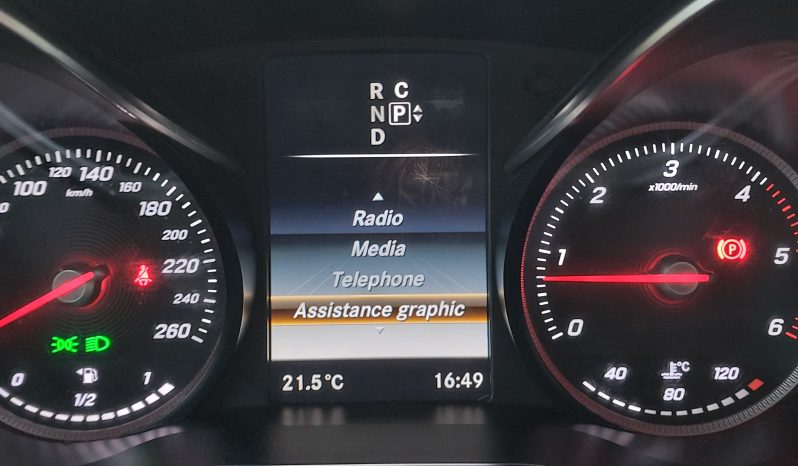 R C
N P
D
Radio
Media
Telephone
Assistance graphic
21.5°C 16:49
100 120 140 160 180 200 220 240 260
km/h
0 1/2 1
0 1 2 3 4 5 6
x1000/min
P
40 80 120
°C